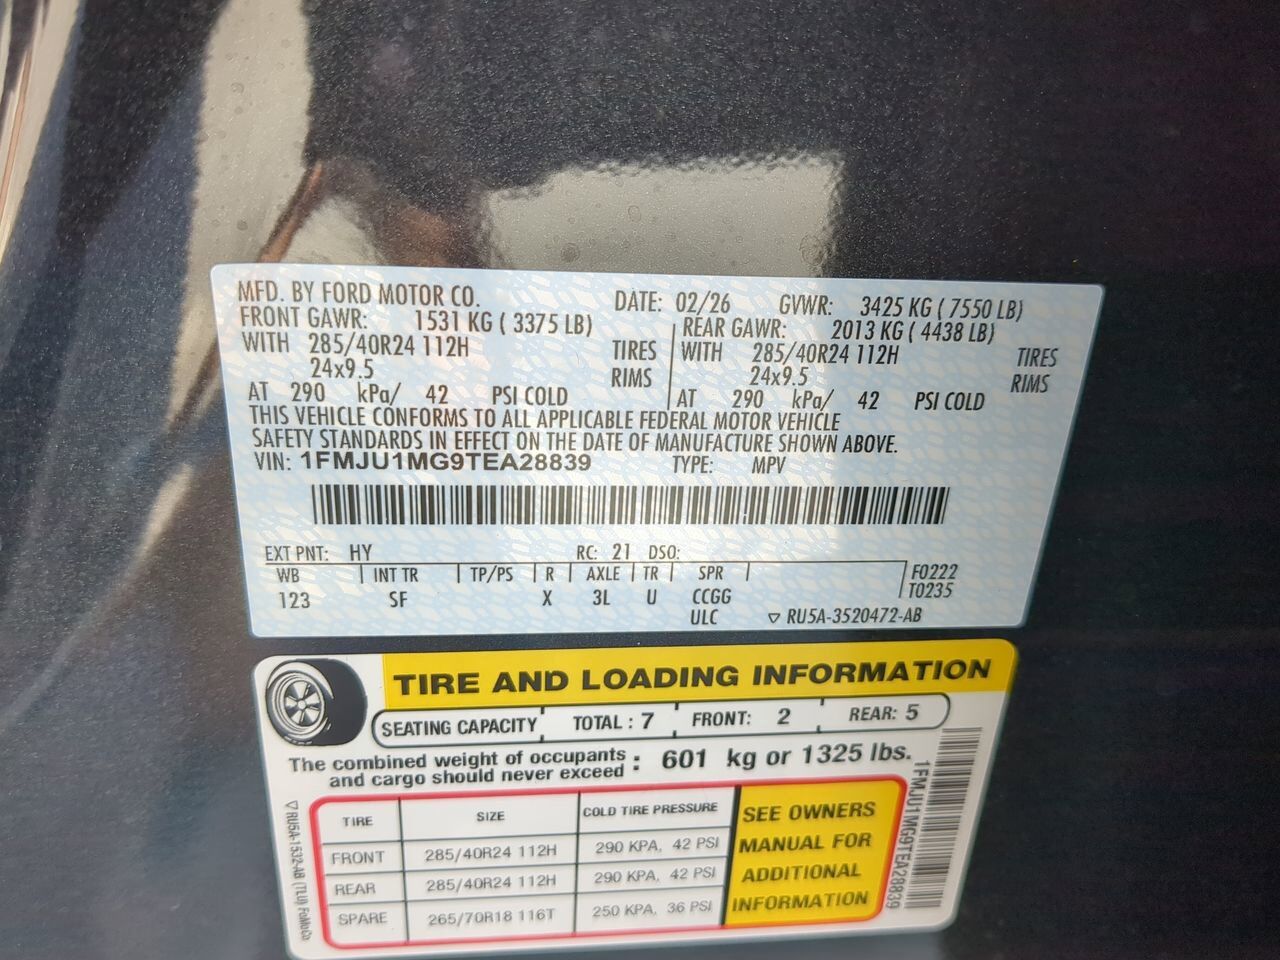 MFD. BY FORD MOTOR CO. DATE: 02/26 GVWR: 3425 KG ( 7550 LB)
FRONT GAWR: 1531 KG ( 3375 LB) REAR GAWR: 2013 KG ( 4438 LB)
WITH 285/40R24 112H TIRES WITH 285/40R24 112H TIRES
24x9.5 RIMS 24x9.5 RIMS
AT 290 kPa/ 42 PSI COLD AT 290 kPa/ 42 PSI COLD
THIS VEHICLE CONFORMS TO ALL APPLICABLE FEDERAL MOTOR VEHICLE
SAFETY STANDARDS IN EFFECT ON THE DATE OF MANUFACTURE SHOWN ABOVE.
VIN: 1FMJU1MG9TEA28839 TYPE: MPV
EXT PNT: HY RC: 21 DSO:
WB INT TR TP/PS R AXLE TR SPR F0222
123 SF X 3L U CCGG T0235
ULC ▽ RU5A-3520472-AB
TIRE AND LOADING INFORMATION
SEATING CAPACITY TOTAL : 7 FRONT: 2 REAR: 5
The combined weight of occupants and cargo should never exceed : 601 kg or 1325 lbs.
TIRE SIZE COLD TIRE PRESSURE
FRONT 285/40R24 112H 290 KPA, 42 PSI
REAR 285/40R24 112H 290 KPA, 42 PSI
SPARE 265/70R18 116T 250 KPA, 36 PSI
SEE OWNERS
MANUAL FOR
ADDITIONAL
INFORMATION
▽ RU5A-1532-AB (TLU) FoMoCo
1FMJU1MG9TEA28839